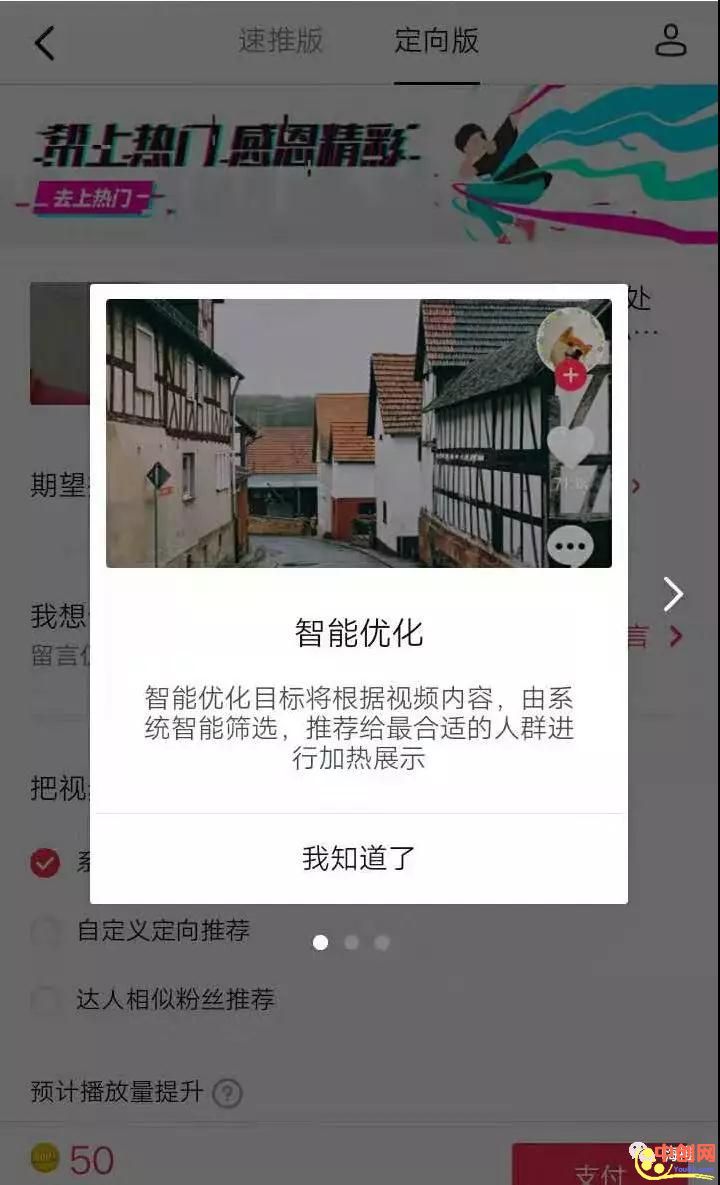 速推版
定向版
帮上热门 感恩精彩
去上热门
处
...
期望
智能优化
智能优化目标将根据视频内容，由系
统智能筛选，推荐给最合适的人群进
行加热展示
我想
言
留言
我知道了
把视
系
自定义定向推荐
达人相似粉丝推荐
预计播放量提升 ?
50
支付
中创网